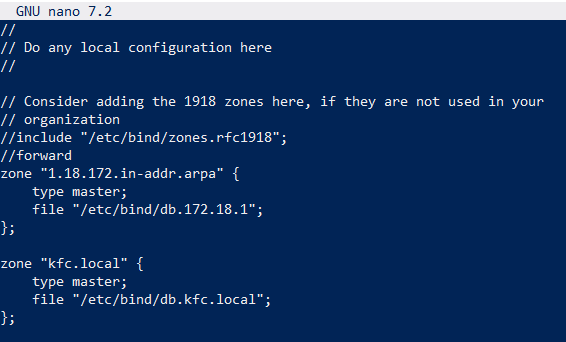 GNU nano 7.2
//
// Do any local configuration here
//
// Consider adding the 1918 zones here, if they are not used in your
// organization
//include "/etc/bind/zones.rfc1918";
//forward
zone "1.18.172.in-addr.arpa" {
    type master;
    file "/etc/bind/db.172.18.1";
};
zone "kfc.local" {
    type master;
    file "/etc/bind/db.kfc.local";
};